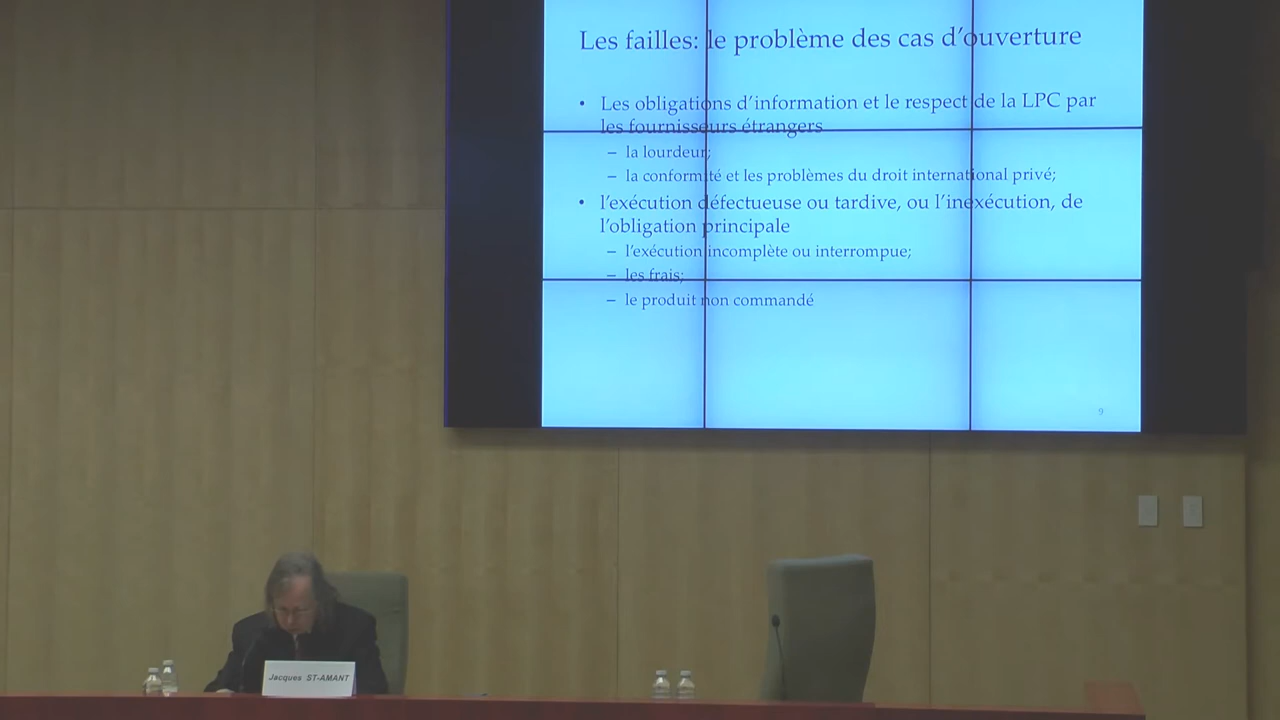 Les failles: le problème des cas d'ouverture
• Les obligations d'information et le respect de la LPC par
les fournisseurs étrangers
– la lourdeur;
– la conformité et les problèmes du droit international privé;
• l'exécution défectueuse ou tardive, ou l'inexécution, de
l'obligation principale
– l'exécution incomplète ou interrompue;
– les frais;
– le produit non commandé
9
Jacques ST-AMANT